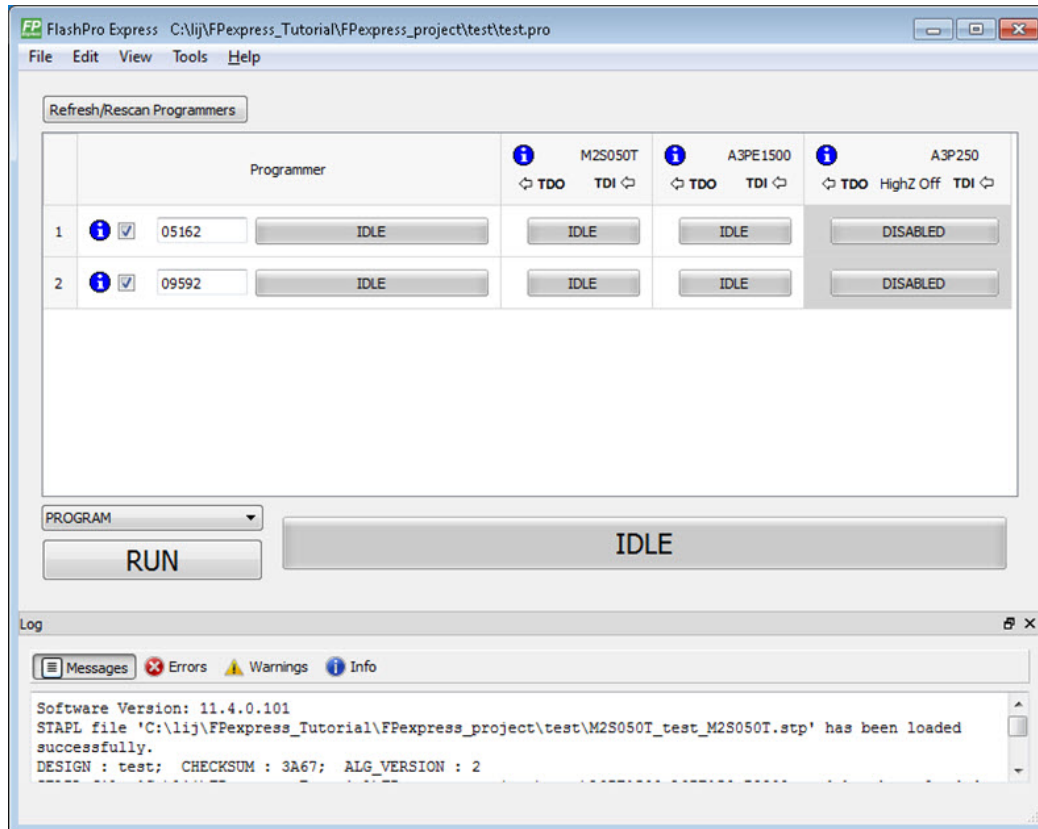 FP FlashPro Express C:\lij\FPexpress_Tutorial\FPexpress_project\test\test.pro
File Edit View Tools Help
Refresh/Rescan Programmers
Programmer
M2S050T
TDO TDI
A3PE1500
TDO TDI
A3P250
TDO HighZ Off TDI
1 05162 IDLE IDLE IDLE DISABLED
2 09592 IDLE IDLE IDLE DISABLED
PROGRAM
RUN
IDLE
Log
Messages Errors Warnings Info
Software Version: 11.4.0.101
STAPL file 'C:\lij\FPexpress_Tutorial\FPexpress_project\test\M2S050T_test_M2S050T.stp' has been loaded
successfully.
DESIGN : test; CHECKSUM : 3A67; ALG_VERSION : 2